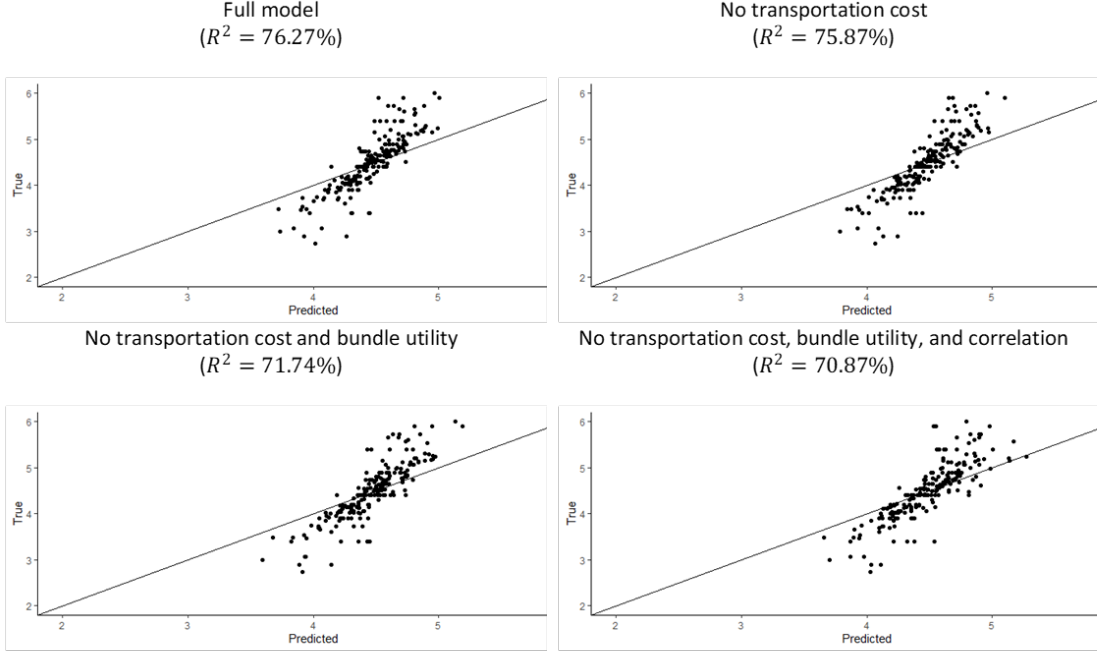 Full model
(R² = 76.27%)
6
5
4
3
2
True
2 3 4 5
Predicted
No transportation cost
(R² = 75.87%)
6
5
4
3
2
True
2 3 4 5
Predicted
No transportation cost and bundle utility
(R² = 71.74%)
6
5
4
3
2
True
2 3 4 5
Predicted
No transportation cost, bundle utility, and correlation
(R² = 70.87%)
6
5
4
3
2
True
2 3 4 5
Predicted